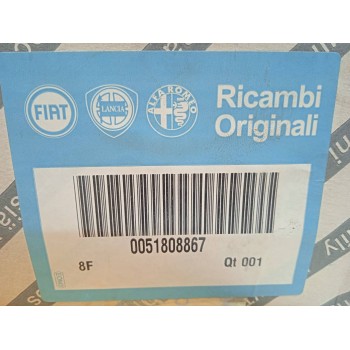 FIAT
LANCIA
ALFA ROMEO
Ricambi
Originali
0051808867
8F
Qt 001